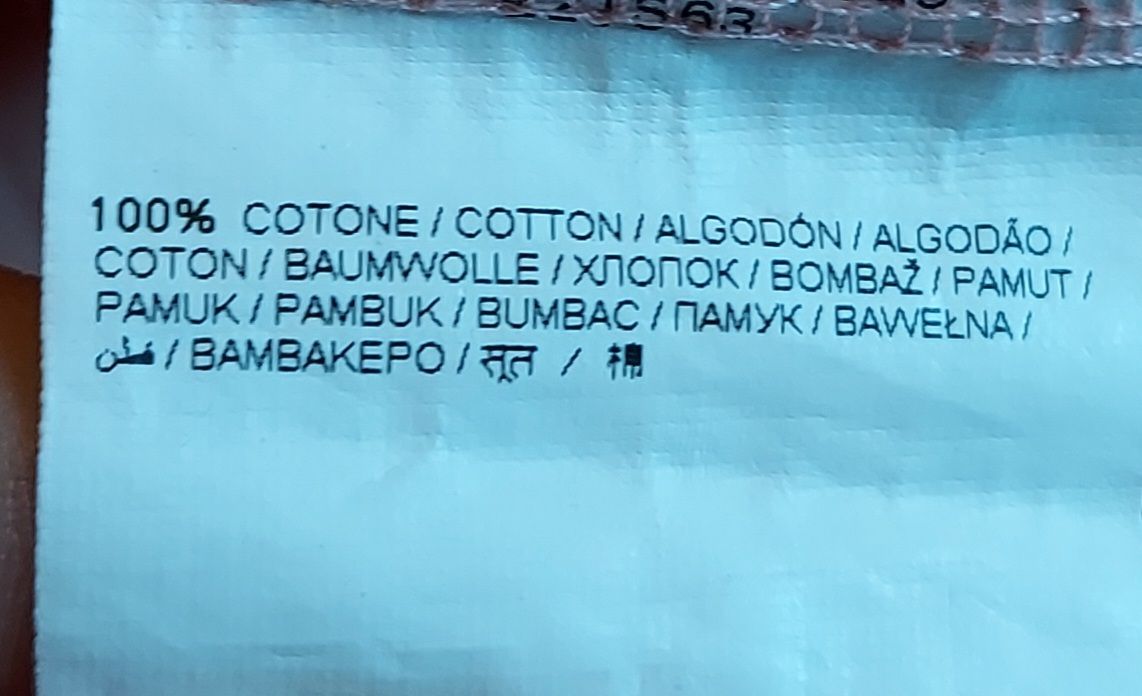 100% COTONE / COTTON / ALGODÓN / ALGODÃO /
COTON / BAUMWOLLE / ХЛОПОК / BOMBAŽ / PAMUT /
PAMUK / PAMBUK / BUMBAC / ПАМУК / BAWEŁNA /
قطن / BAMBAKEPO / सूत / 棉